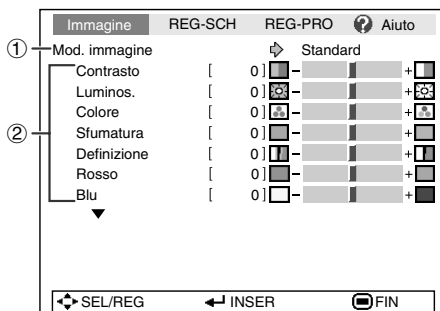 Immagine REG-SCH REG-PRO ? Aiuto
① Mod. immagine Standard
② Contrasto [ 0 ] - +
Luminos. [ 0 ] - +
Colore [ 0 ] - +
Sfumatura [ 0 ] - +
Definizione [ 0 ] - +
Rosso [ 0 ] - +
Blu [ 0 ] - +
SEL/REG INSER FIN